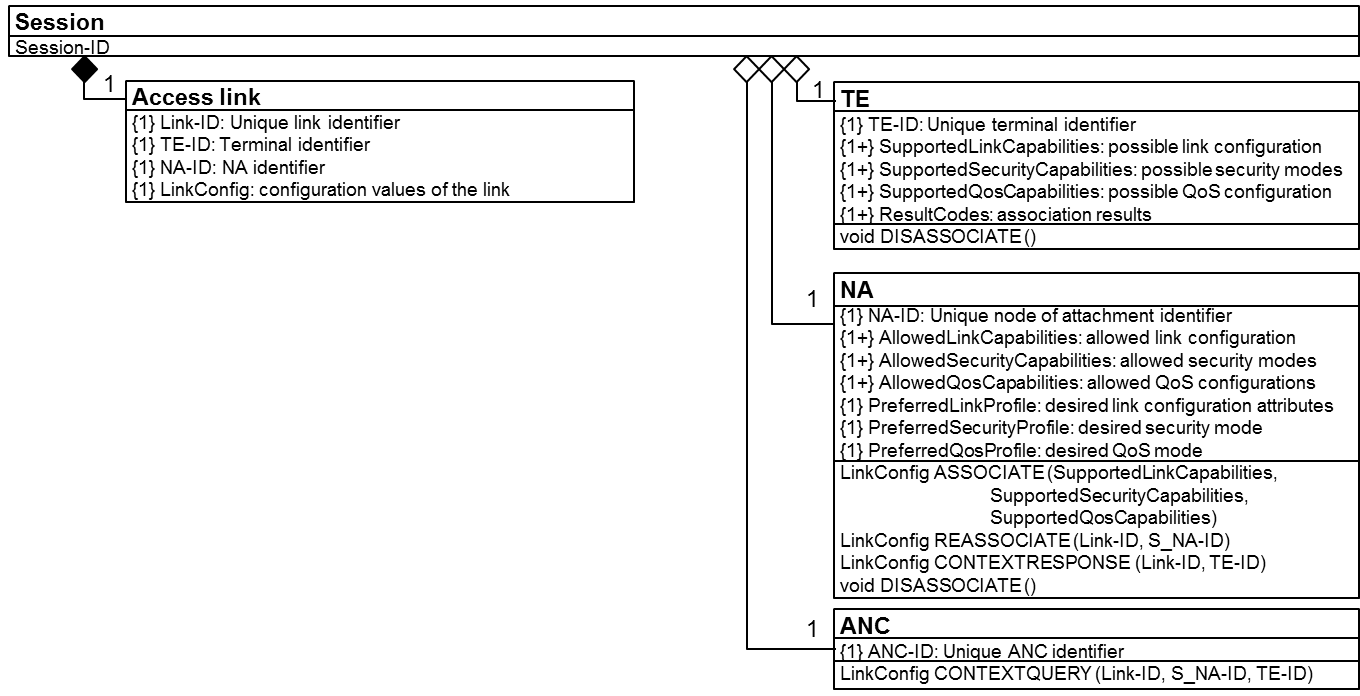 Session
Session-ID
1
Access link
{1} Link-ID: Unique link identifier
{1} TE-ID: Terminal identifier
{1} NA-ID: NA identifier
{1} LinkConfig: configuration values of the link
1
TE
{1} TE-ID: Unique terminal identifier
{1+} SupportedLinkCapabilities: possible link configuration
{1+} SupportedSecurityCapabilities: possible security modes
{1+} SupportedQosCapabilities: possible QoS configuration
{1+} ResultCodes: association results
void DISASSOCIATE()
1
NA
{1} NA-ID: Unique node of attachment identifier
{1+} AllowedLinkCapabilities: allowed link configuration
{1+} AllowedSecurityCapabilities: allowed security modes
{1+} AllowedQosCapabilities: allowed QoS configurations
{1} PreferredLinkProfile: desired link configuration attributes
{1} PreferredSecurityProfile: desired security mode
{1} PreferredQosProfile: desired QoS mode
LinkConfig ASSOCIATE(SupportedLinkCapabilities,
SupportedSecurityCapabilities,
SupportedQosCapabilities)
LinkConfig REASSOCIATE(Link-ID, S_NA-ID)
LinkConfig CONTEXTRESPONSE (Link-ID, TE-ID)
void DISASSOCIATE()
1
ANC
{1} ANC-ID: Unique ANC identifier
LinkConfig CONTEXTQUERY(Link-ID, S_NA-ID, TE-ID)